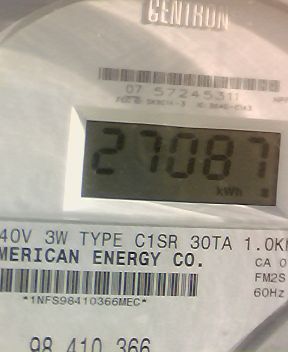 CENTRON
07 57245311
27087
kWh
40V 3W TYPE C1SR 30TA 1.0K
MERICAN ENERGY CO.
CA 0
FM2S
60Hz
*1NFS98410366MEC*
98 410 366